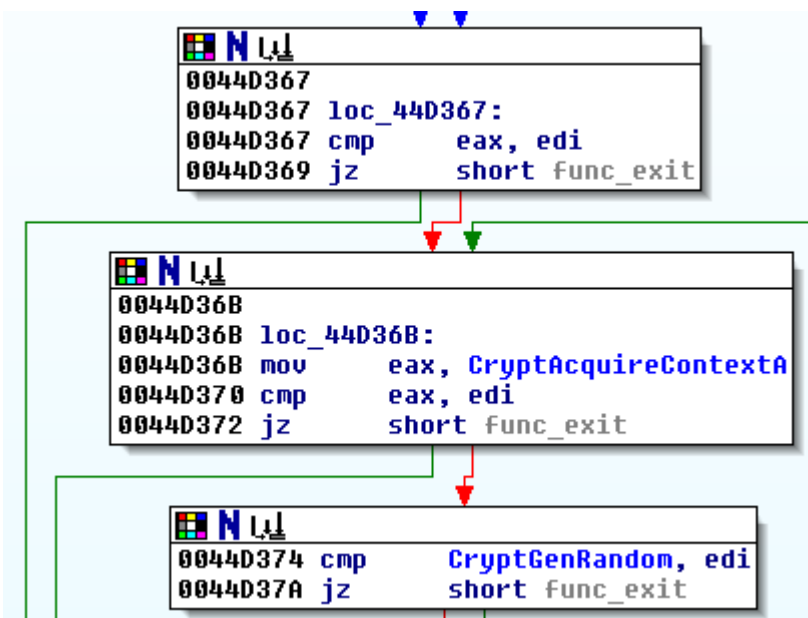 0044D367
0044D367 loc_44D367:
0044D367 cmp eax, edi
0044D369 jz short func_exit
0044D36B
0044D36B loc_44D36B:
0044D36B mov eax, CryptAcquireContextA
0044D370 cmp eax, edi
0044D372 jz short func_exit
0044D374 cmp CryptGenRandom, edi
0044D37A jz short func_exit